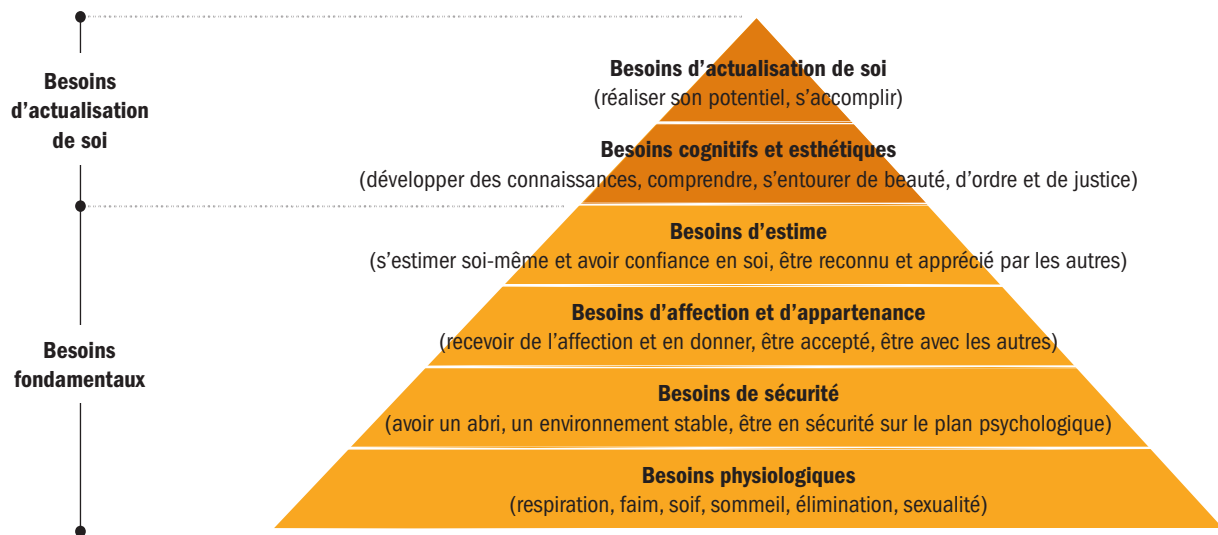 Besoins
d’actualisation
de soi
Besoins
fondamentaux
Besoins d’actualisation de soi
(réaliser son potentiel, s’accomplir)
Besoins cognitifs et esthétiques
(développer des connaissances, comprendre, s’entourer de beauté, d’ordre et de justice)
Besoins d’estime
(s’estimer soi-même et avoir confiance en soi, être reconnu et apprécié par les autres)
Besoins d’affection et d’appartenance
(recevoir de l’affection et en donner, être accepté, être avec les autres)
Besoins de sécurité
(avoir un abri, un environnement stable, être en sécurité sur le plan psychologique)
Besoins physiologiques
(respiration, faim, soif, sommeil, élimination, sexualité)